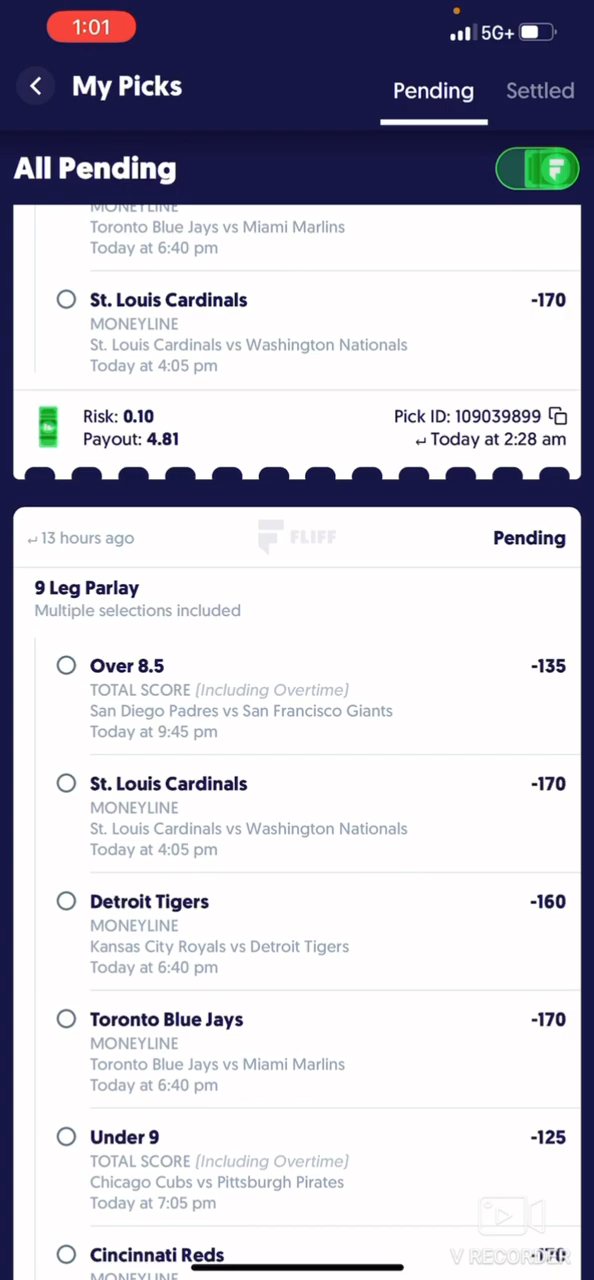 1:01
5G+
My Picks
Pending
Settled
All Pending
MONEYLINE
Toronto Blue Jays vs Miami Marlins
Today at 6:40 pm
St. Louis Cardinals -170
MONEYLINE
St. Louis Cardinals vs Washington Nationals
Today at 4:05 pm
Risk: 0.10 Pick ID: 109039899
Payout: 4.81 Today at 2:28 am
13 hours ago FLIFF Pending
9 Leg Parlay
Multiple selections included
Over 8.5 -135
TOTAL SCORE (Including Overtime)
San Diego Padres vs San Francisco Giants
Today at 9:45 pm
St. Louis Cardinals -170
MONEYLINE
St. Louis Cardinals vs Washington Nationals
Today at 4:05 pm
Detroit Tigers -160
MONEYLINE
Kansas City Royals vs Detroit Tigers
Today at 6:40 pm
Toronto Blue Jays -170
MONEYLINE
Toronto Blue Jays vs Miami Marlins
Today at 6:40 pm
Under 9 -125
TOTAL SCORE (Including Overtime)
Chicago Cubs vs Pittsburgh Pirates
Today at 7:05 pm
Cincinnati Reds
MONEYLINE
V RECORDER